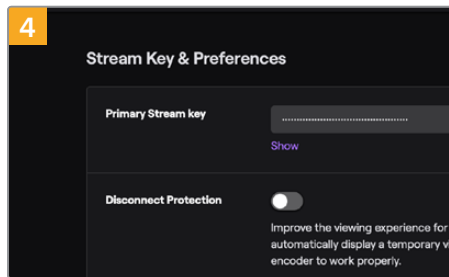 4
Stream Key & Preferences
Primary Stream key
Show
Disconnect Protection
Improve the viewing experience for
automatically display a temporary vi
encoder to work properly.